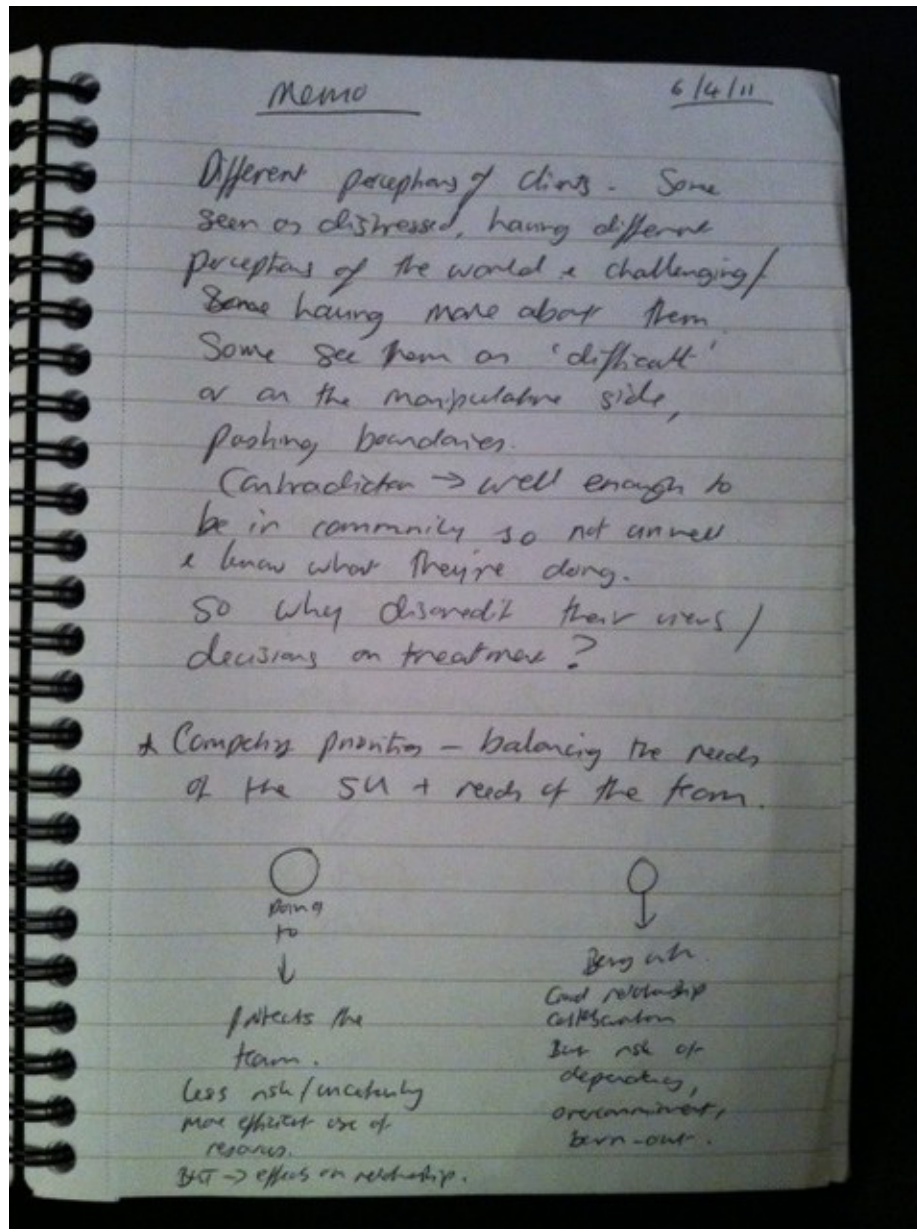 Memo
6/4/11
Different perceptions of clients. Some
seen as distressed, having different
perceptions of the world & challenging/
Some having more about them.
Some see them as 'difficult'
or on the manipulative side,
pushing boundaries.
Contradiction → well enough to
be in community so not unwell
& know what they're doing.
So why discredit their views/
decisions on treatment?
* Competing priorities – balancing the needs
of the SU + needs of the team.
Doing
to
↓
protects the
team.
Less risk/uncertainty
more efficient use of
resources.
BUT → effects on relationship.
↓
Being with.
Good relationship
Collaboration
But risk of
dependency,
overcommitment,
burn-out.